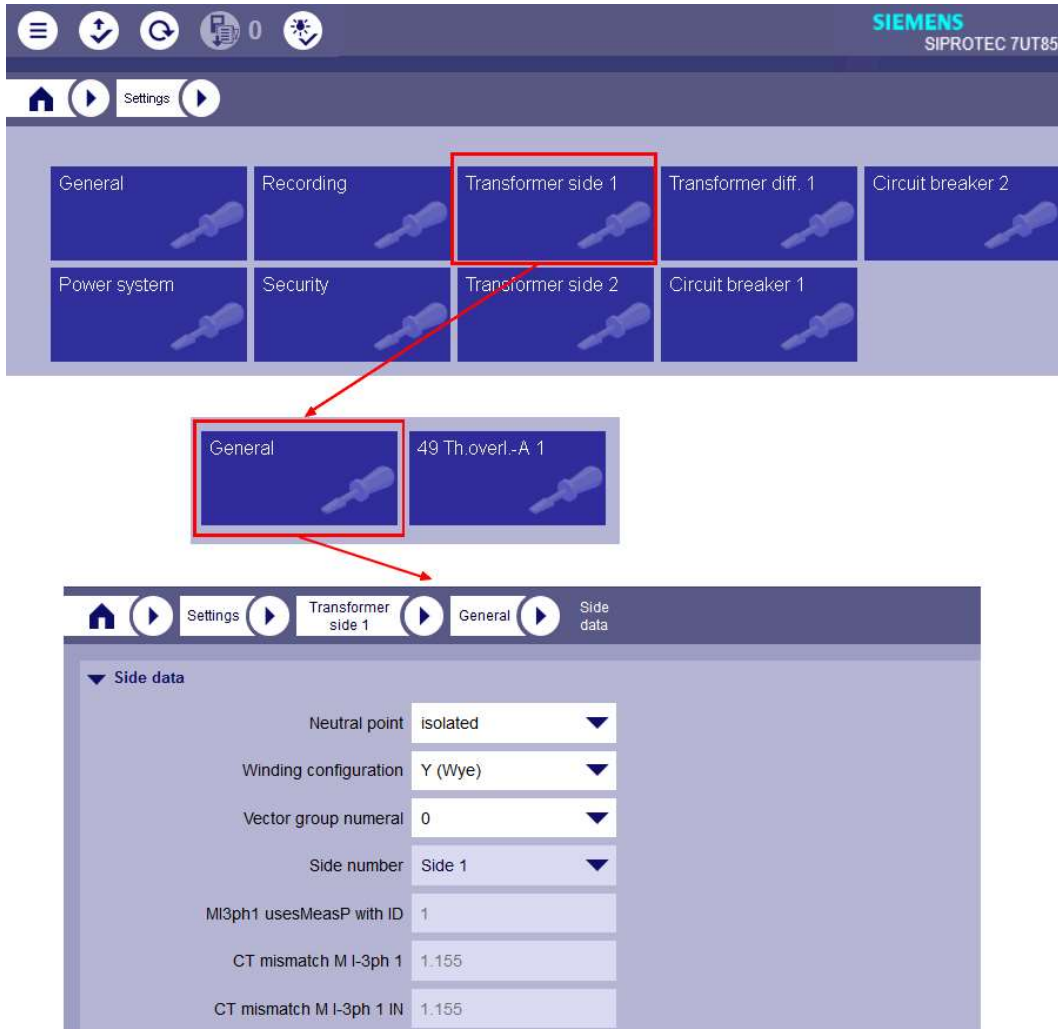 0
SIEMENS
SIPROTEC 7UT85
Settings
General
Recording
Transformer side 1
Transformer diff. 1
Circuit breaker 2
Power system
Security
Transformer side 2
Circuit breaker 1
General
49 Th.overl.-A 1
Settings
Transformer
side 1
General
Side
data
Side data
Neutral point isolated
Winding configuration Y (Wye)
Vector group numeral 0
Side number Side 1
MI3ph1 usesMeasP with ID 1
CT mismatch M I-3ph 1 1.155
CT mismatch M I-3ph 1 IN 1.155